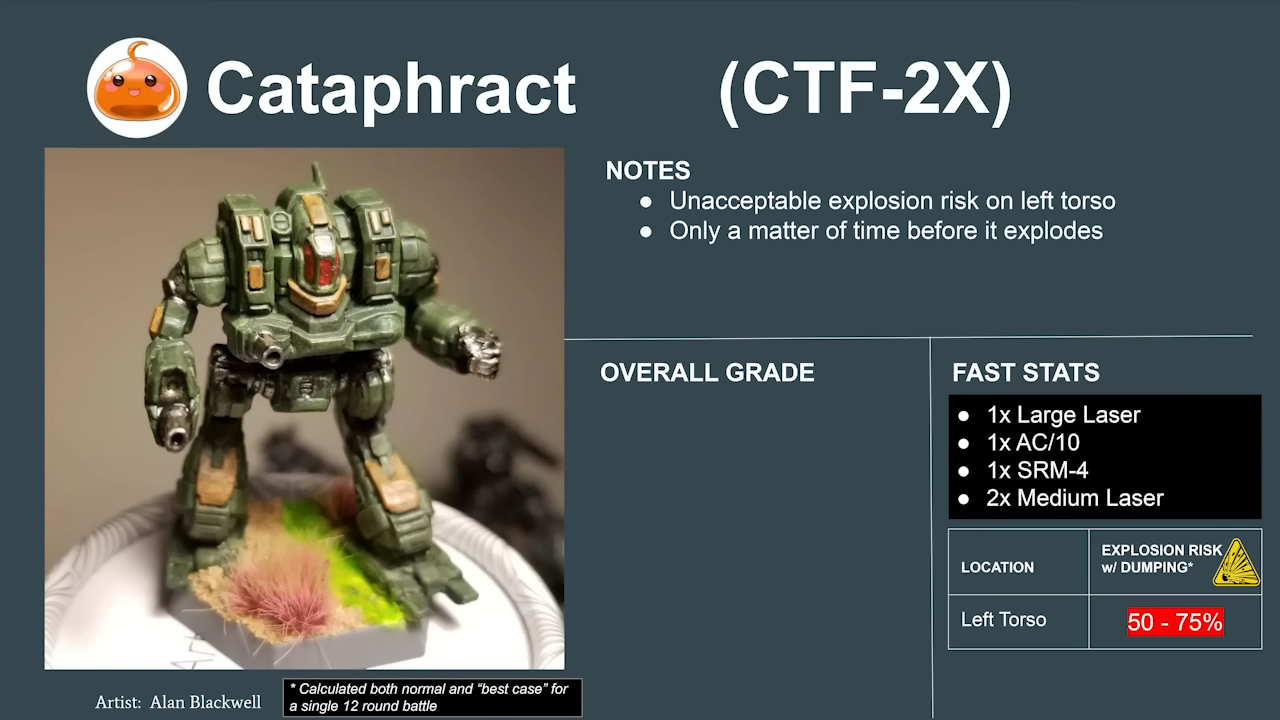 Cataphract (CTF-2X)
NOTES
● Unacceptable explosion risk on left torso
● Only a matter of time before it explodes
OVERALL GRADE
FAST STATS
● 1x Large Laser
● 1x AC/10
● 1x SRM-4
● 2x Medium Laser
LOCATION
EXPLOSION RISK
w/ DUMPING*
Left Torso
50 - 75%
Artist: Alan Blackwell
* Calculated both normal and “best case” for
a single 12 round battle